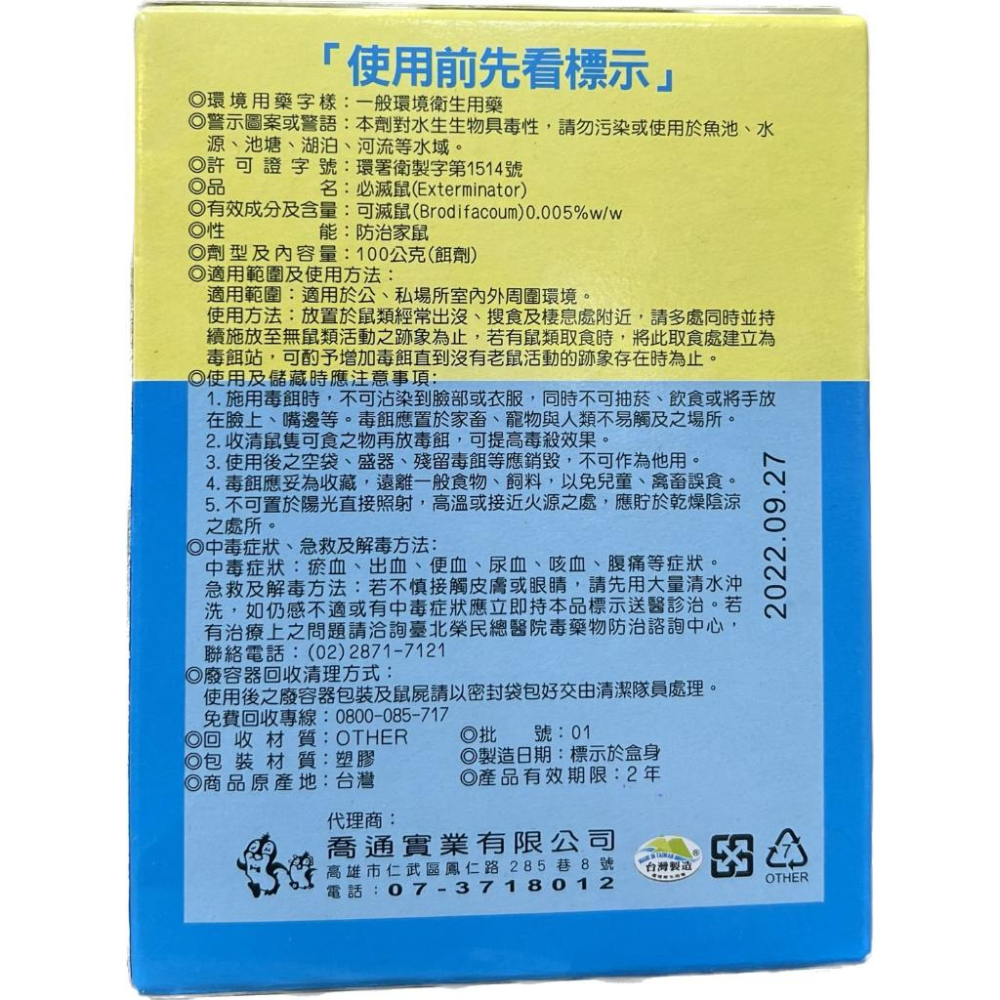 「使用前先看標示」
◎環境用藥字樣：一般環境衛生用藥
◎警示圖案或警語：本劑對水生生物具毒性，請勿污染或使用於魚池、水
源、池塘、湖泊、河流等水域。
◎許可證字號：環署衛製字第1514號
◎品名：必滅鼠(Exterminator)
◎有效成分及含量：可滅鼠(Brodifacoum)0.005%w/w
◎性能：防治家鼠
◎劑型及內容量：100公克(餌劑)
◎適用範圍及使用方法：
適用範圍：適用於公、私場所室內外周圍環境。
使用方法：放置於鼠類經常出沒、搜食及棲息處附近，請多處同時並持
續施放至無鼠類活動之跡象為止，若有鼠類取食時，將此取食處建立為
毒餌站，可酌予增加毒餌直到沒有老鼠活動的跡象存在時為止。
◎使用及儲藏時應注意事項：
1.施用毒餌時，不可沾染到臉部或衣服，同時不可抽菸、飲食或將手放
在臉上、嘴邊等。毒餌應置於家畜、寵物與人類不易觸及之場所。
2.收清鼠隻可食之物再放毒餌，可提高毒殺效果。
3.使用後之空袋、盛器、殘留毒餌等應銷毀，不可作為他用。
4.毒餌應妥為收藏，遠離一般食物、飼料，以免兒童、禽畜誤食。
5.不可置於陽光直接照射，高溫或接近火源之處，應貯於乾燥陰涼
之處所。
◎中毒症狀、急救及解毒方法：
中毒症狀：瘀血、出血、便血、尿血、咳血、腹痛等症狀。
急救及解毒方法：若不慎接觸皮膚或眼睛，請先用大量清水沖
洗，如仍感不適或有中毒症狀應立即持本品標示送醫診治。若
有治療上之問題請洽詢臺北榮民總醫院毒藥物防治諮詢中心，
聯絡電話：(02)2871-7121
◎廢容器回收清理方式：
使用後之廢容器包裝及鼠屍請以密封袋包好交由清潔隊員處理。
免費回收專線：0800-085-717
◎回收材質：OTHER ◎批號：01
◎包裝材質：塑膠 ◎製造日期：標示於盒身
◎商品原產地：台灣 ◎產品有效期限：2年
2022.09.27
代理商：
喬通實業有限公司
高雄市仁武區鳳仁路285巷8號
電話：07-3718012
台灣製造
7
OTHER